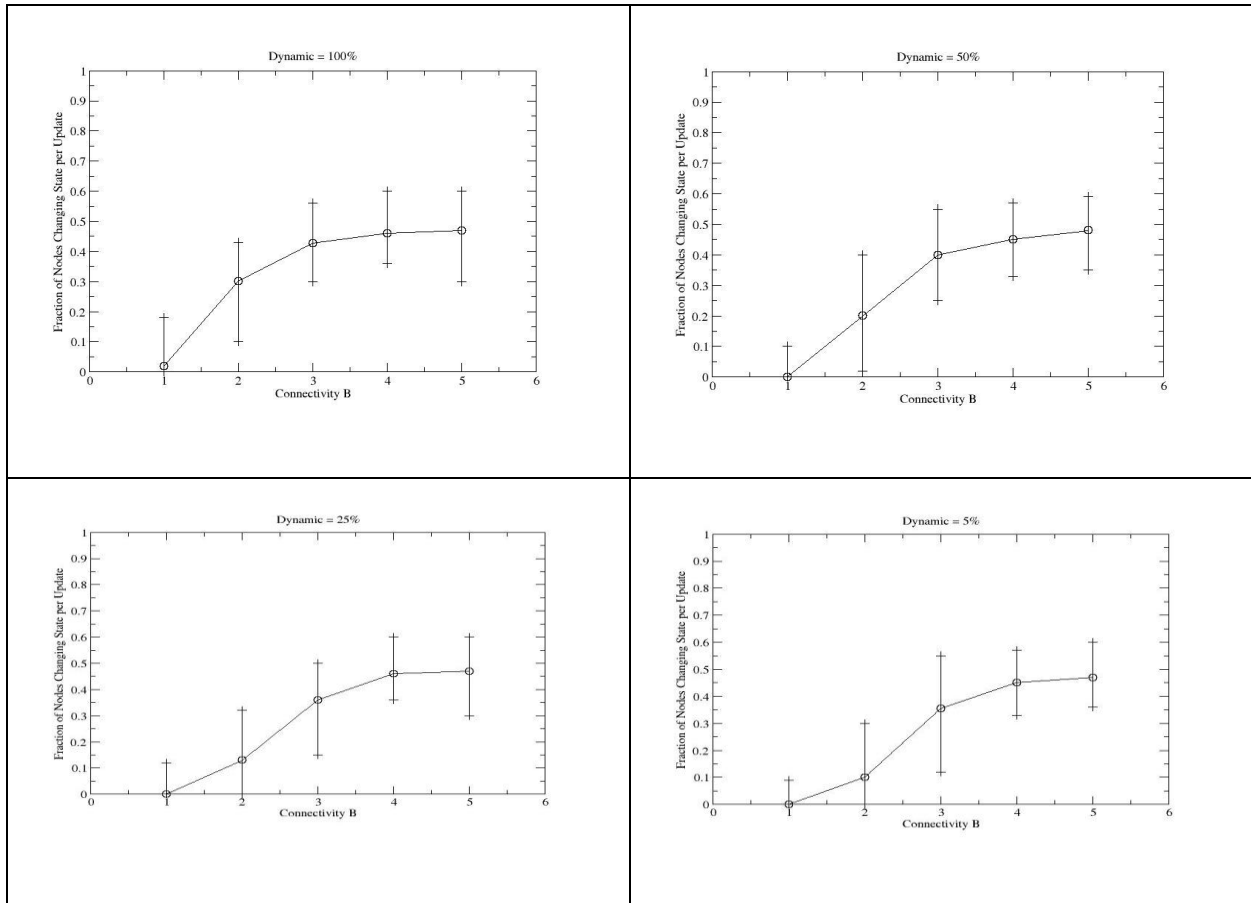 Dynamic = 100%
1
0.9
0.8
0.7
0.6
0.5
0.4
0.3
0.2
0.1
0
Fraction of Nodes Changing State per Update
0 1 2 3 4 5 6
Connectivity B
Dynamic = 50%
1
0.9
0.8
0.7
0.6
0.5
0.4
0.3
0.2
0.1
0
Fraction of Nodes Changing State per Update
0 1 2 3 4 5 6
Connectivity B
Dynamic = 25%
1
0.9
0.8
0.7
0.6
0.5
0.4
0.3
0.2
0.1
0
Fraction of Nodes Changing State per Update
0 1 2 3 4 5 6
Connectivity B
Dynamic = 5%
1
0.9
0.8
0.7
0.6
0.5
0.4
0.3
0.2
0.1
0
Fraction of Nodes Changing State per Update
0 1 2 3 4 5 6
Connectivity B